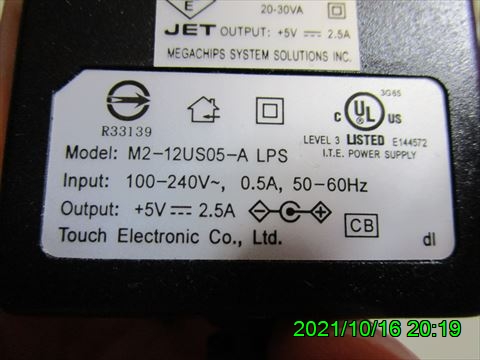 20-30VA
E
JET OUTPUT: +5V ⎓ 2.5A
MEGACHIPS SYSTEM SOLUTIONS INC.
R33139
c UL us 3G65
LEVEL 3 LISTED E144572
I.T.E. POWER SUPPLY
Model: M2-12US05-A LPS
Input: 100-240V~, 0.5A, 50-60Hz
Output: +5V ⎓ 2.5A
CB
Touch Electronic Co., Ltd.
dl
2021/10/16 20:19